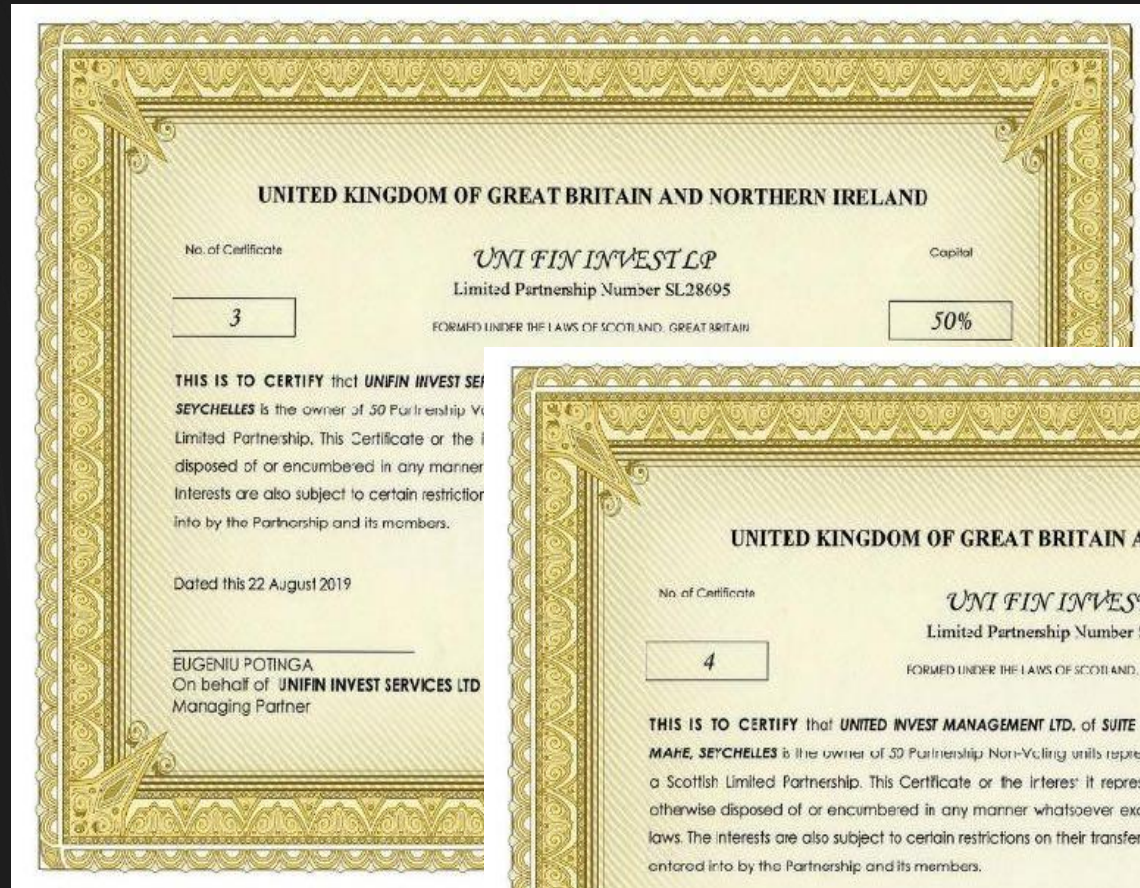 UNITED KINGDOM OF GREAT BRITAIN AND NORTHERN IRELAND
No. of Certificate
UNI FIN INVEST LP
Capital
Limited Partnership Number SL28695
3
50%
FORMED UNDER THE LAWS OF SCOTLAND, GREAT BRITAIN
THIS IS TO CERTIFY that UNIFIN INVEST
SEYCHELLES is the owner of 50 Partnership
Limited Partnership. This Certificate or the
disposed of or encumbered in any manner
Interests are also subject to certain restriction
into by the Partnership and its members.
Dated this 22 August 2019
EUGENIU POTINGA
On behalf of UNIFIN INVEST SERVICES LTD
Managing Partner
UNITED KINGDOM OF GREAT BRITAIN
No. of Certificate
UNI FIN INVEST
Limited Partnership Number
4
FORMED UNDER THE LAWS OF SCOTLAND,
THIS IS TO CERTIFY that UNITED INVEST MANAGEMENT LTD. of SUITE
MAHE, SEYCHELLES is the owner of 50 Partnership Non-Voting units
a Scottish Limited Partnership. This Certificate or the interest it
otherwise disposed of or encumbered in any manner whatsoever
laws. The Interests are also subject to certain restrictions on their transfer
entered into by the Partnership and its members.